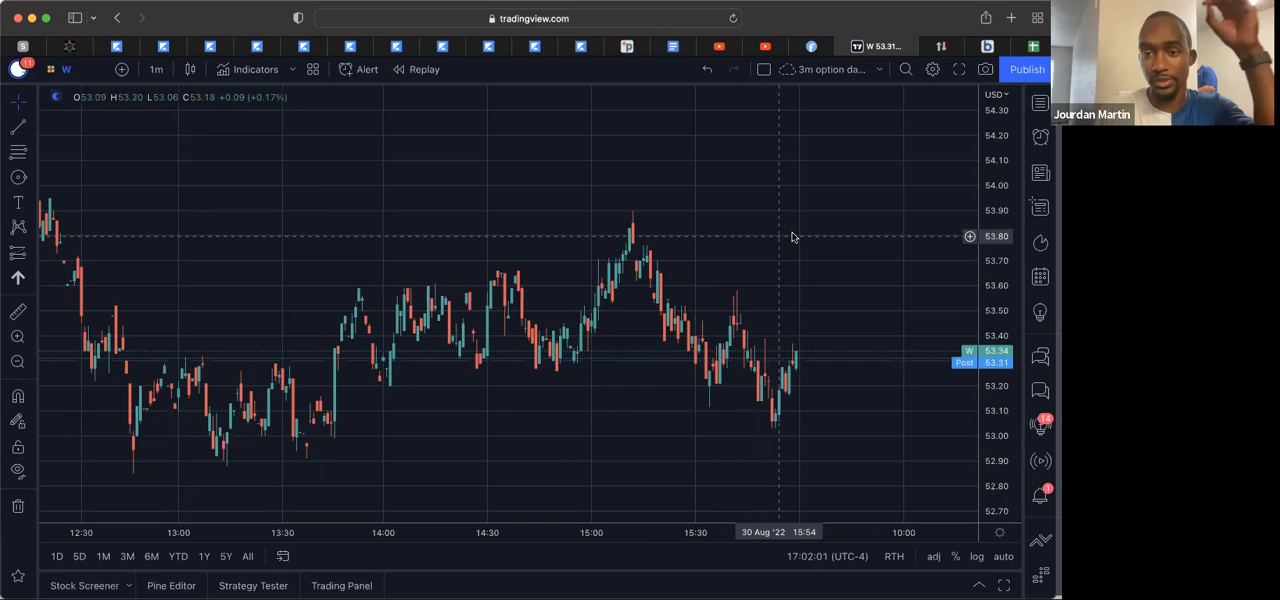 tradingview.com
W 53.31...
11
W
1m
Indicators
Alert
Replay
3m option da...
Publish
Jourdan Martin
O53.09 H53.20 L53.06 C53.18 +0.09 (+0.17%)
USD
54.30
54.20
54.10
54.00
53.90
53.80
53.70
53.60
53.50
53.40
W 53.34
Post 53.31
53.20
53.10
53.00
52.90
52.80
52.70
14
1
12:30 13:00 13:30 14:00 14:30 15:00 15:30 30 Aug '22 15:54 10:00
1D 5D 1M 3M 6M YTD 1Y 5Y All
17:02:01 (UTC-4) RTH adj % log auto
Stock Screener Pine Editor Strategy Tester Trading Panel